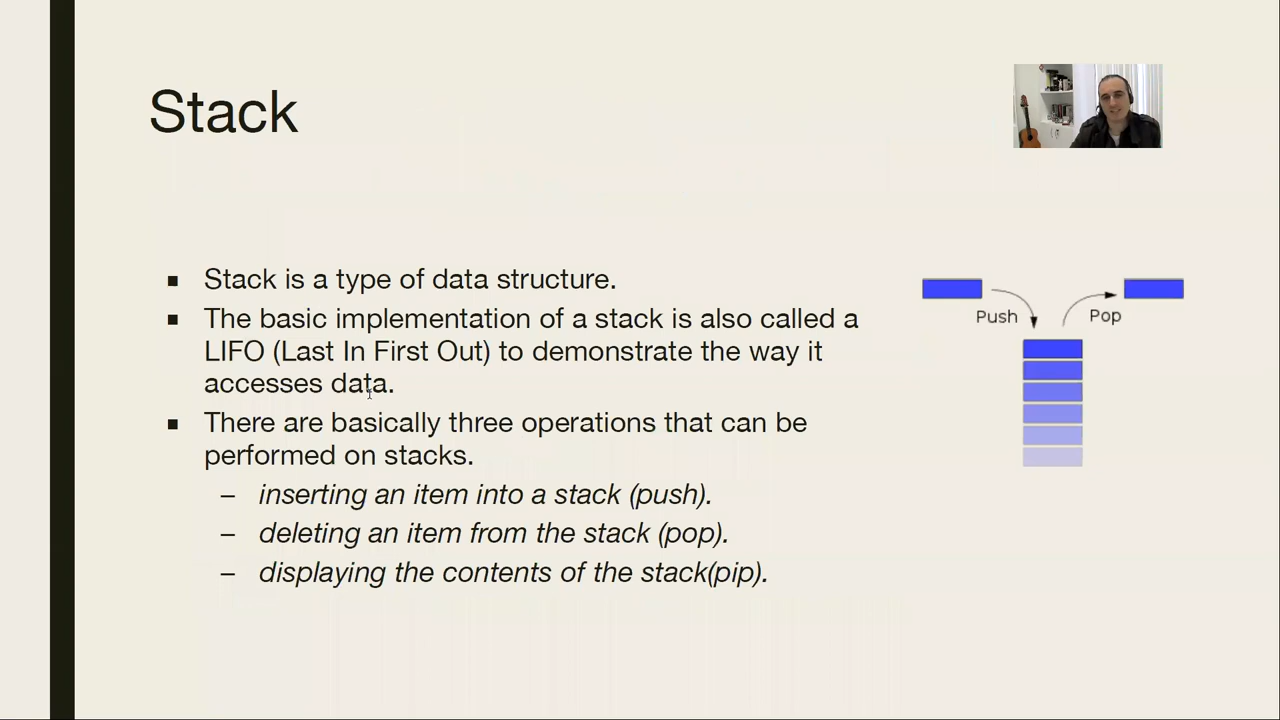 Stack
▪ Stack is a type of data structure.
▪ The basic implementation of a stack is also called a
LIFO (Last In First Out) to demonstrate the way it
accesses data.
▪ There are basically three operations that can be
performed on stacks.
– inserting an item into a stack (push).
– deleting an item from the stack (pop).
– displaying the contents of the stack(pip).
Push
Pop